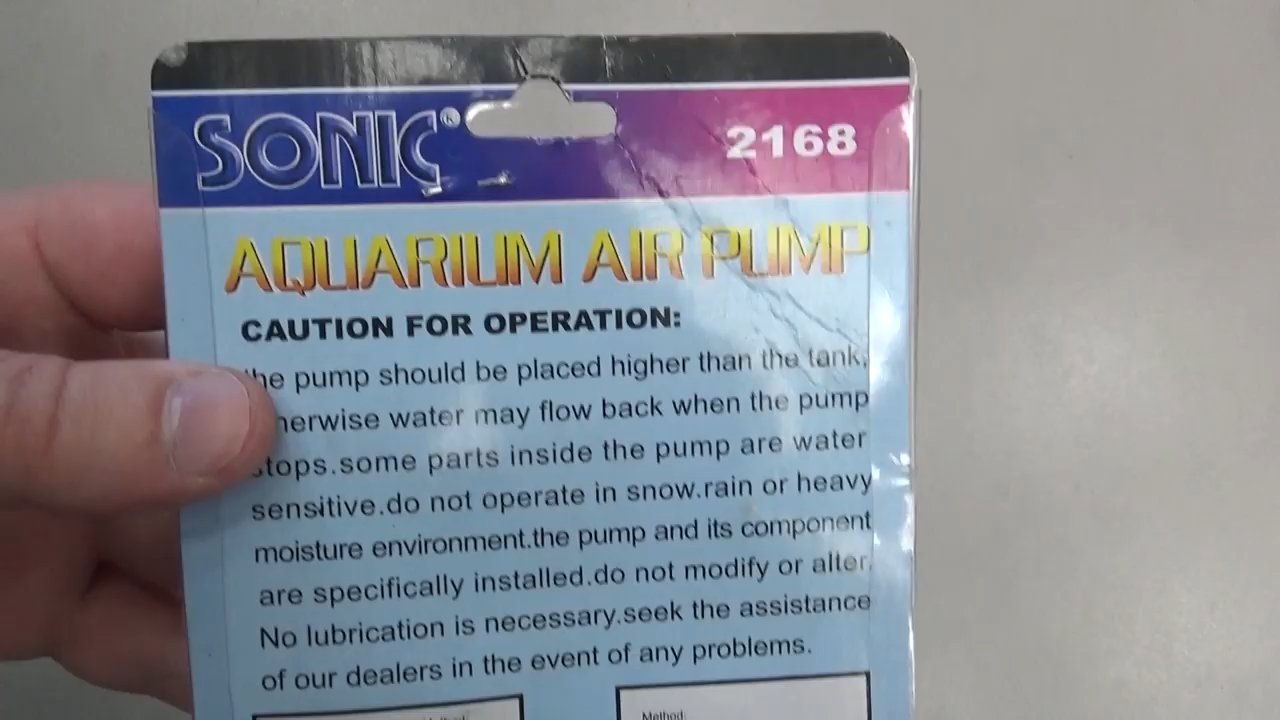 SONIC®
2168
AQUARIUM AIR PUMP
CAUTION FOR OPERATION:
the pump should be placed higher than the tank,
herwise water may flow back when the pump
stops.some parts inside the pump are water
sensitive.do not operate in snow.rain or heavy
moisture environment.the pump and its component
are specifically installed.do not modify or alter.
No lubrication is necessary.seek the assistance
of our dealers in the event of any problems.
Method:
Method: